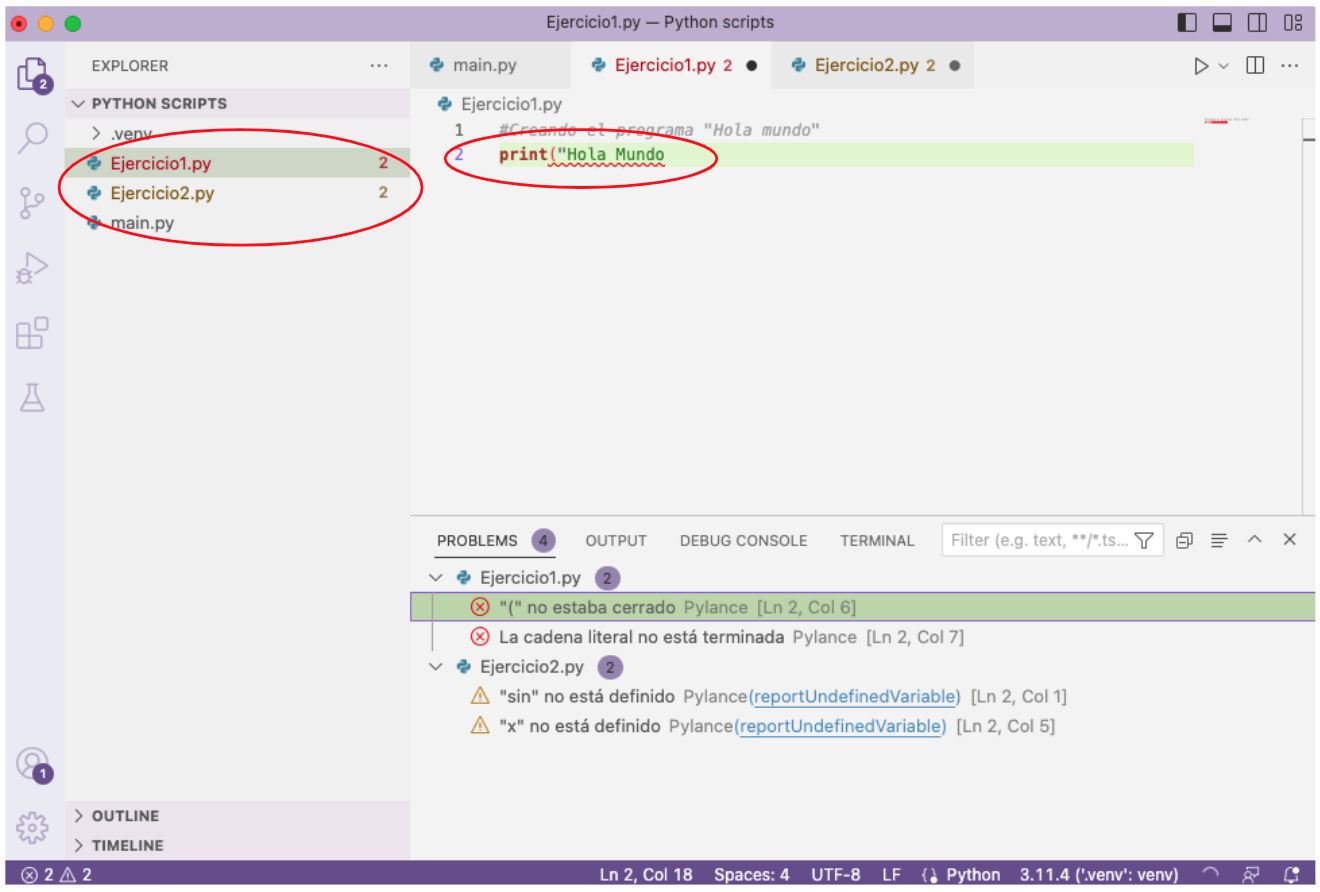 Ejercicio1.py — Python scripts
EXPLORER
PYTHON SCRIPTS
.venv
Ejercicio1.py 2
Ejercicio2.py 2
main.py
OUTLINE
TIMELINE
2
1
main.py Ejercicio1.py 2 Ejercicio2.py 2
Ejercicio1.py
1 #Creando el programa "Hola mundo"
2 print("Hola Mundo
PROBLEMS 4 OUTPUT DEBUG CONSOLE TERMINAL Filter (e.g. text, **/*.ts...
Ejercicio1.py 2
"(" no estaba cerrado Pylance [Ln 2, Col 6]
La cadena literal no está terminada Pylance [Ln 2, Col 7]
Ejercicio2.py 2
"sin" no está definido Pylance(reportUndefinedVariable) [Ln 2, Col 1]
"x" no está definido Pylance(reportUndefinedVariable) [Ln 2, Col 5]
2 2 Ln 2, Col 18 Spaces: 4 UTF-8 LF Python 3.11.4 ('.venv': venv)